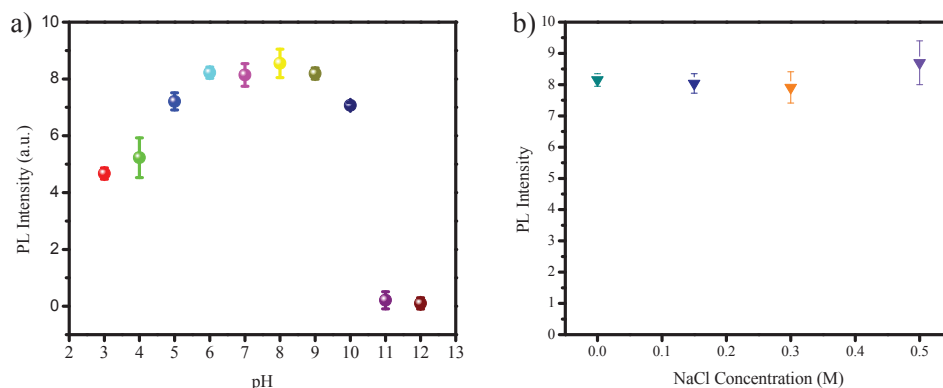 a)
10
8
6
4
2
0
PL Intensity (a.u.)
2 3 4 5 6 7 8 9 10 11 12 13
pH
b)
10
9
8
7
6
5
4
3
2
1
0
PL Intensity
0.0 0.1 0.2 0.3 0.4 0.5
NaCl Concentration (M)